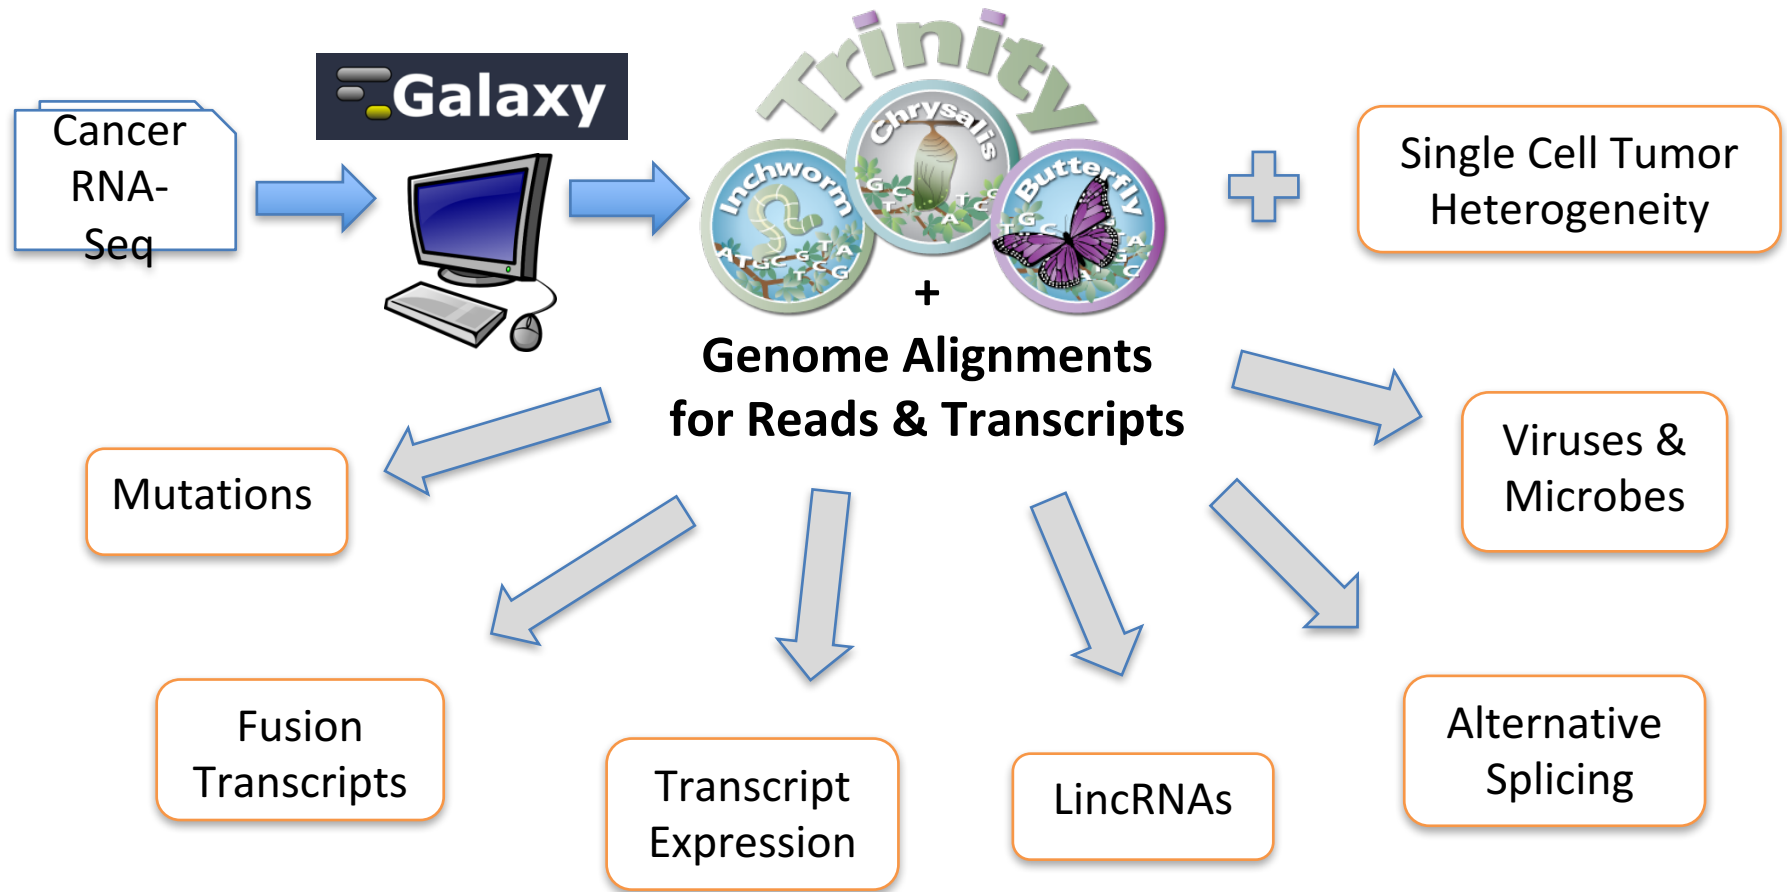 Cancer
RNA-
Seq
Galaxy
Trinity
Inchworm
Chrysalis
Butterfly
+
Genome Alignments
for Reads & Transcripts
Single Cell Tumor
Heterogeneity
Mutations
Fusion
Transcripts
Transcript
Expression
LincRNAs
Alternative
Splicing
Viruses &
Microbes